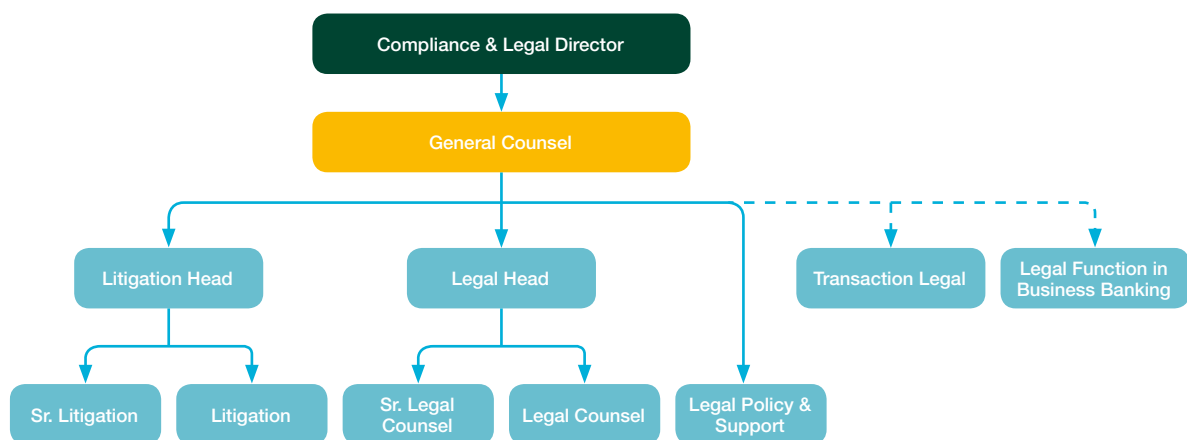 Compliance & Legal Director
General Counsel
Litigation Head
Legal Head
Transaction Legal
Legal Function in
Business Banking
Sr. Litigation
Litigation
Sr. Legal
Counsel
Legal Counsel
Legal Policy &
Support